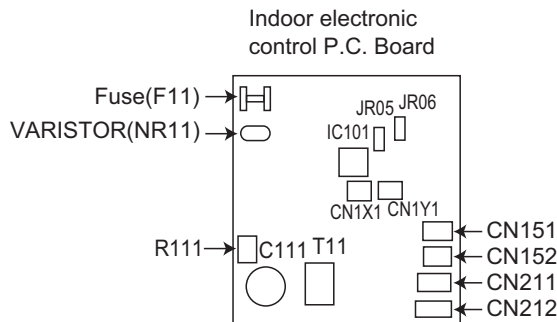 Indoor electronic
control P.C. Board
Fuse(F11)
JR05 JR06
VARISTOR(NR11)
IC101
CN1X1 CN1Y1
CN151
R111 C111 T11
CN152
CN211
CN212